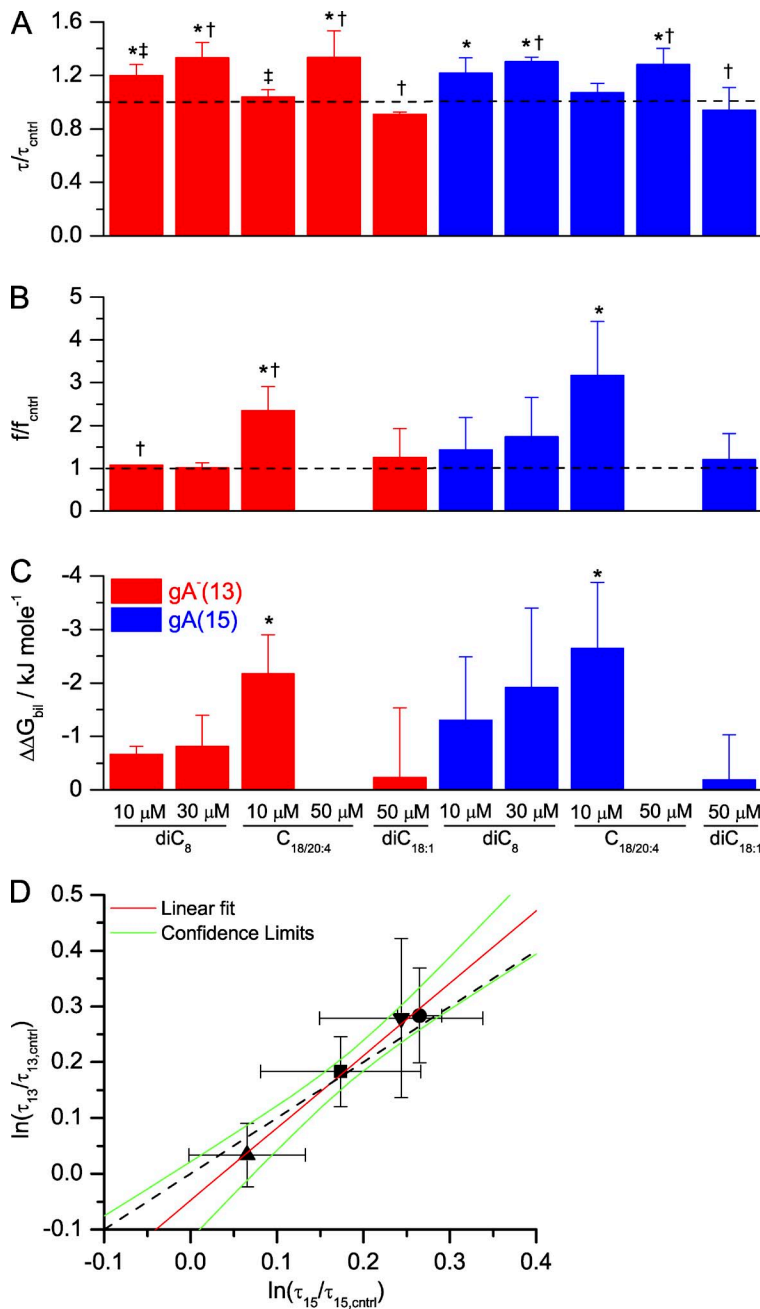 A
τ/τcntrl
1.6
1.2
0.8
0.4
0.0
*‡ *† ‡ *† † * *† *† †
B
f/fcntrl
5
4
3
2
1
0
† *† *
C
ΔΔGbil / kJ mole-1
-4
-3
-2
-1
0
gA-(13)
gA(15)
* *
10 μM 30 μM 10 μM 50 μM 50 μM 10 μM 30 μM 10 μM 50 μM 50 μM
diC8 C18/20:4 diC18:1 diC8 C18/20:4 diC18:1
D
Linear fit
Confidence Limits
ln(τ13/τ13,cntrl)
0.5
0.4
0.3
0.2
0.1
0.0
-0.1
-0.1 0.0 0.1 0.2 0.3 0.4
ln(τ15/τ15,cntrl)